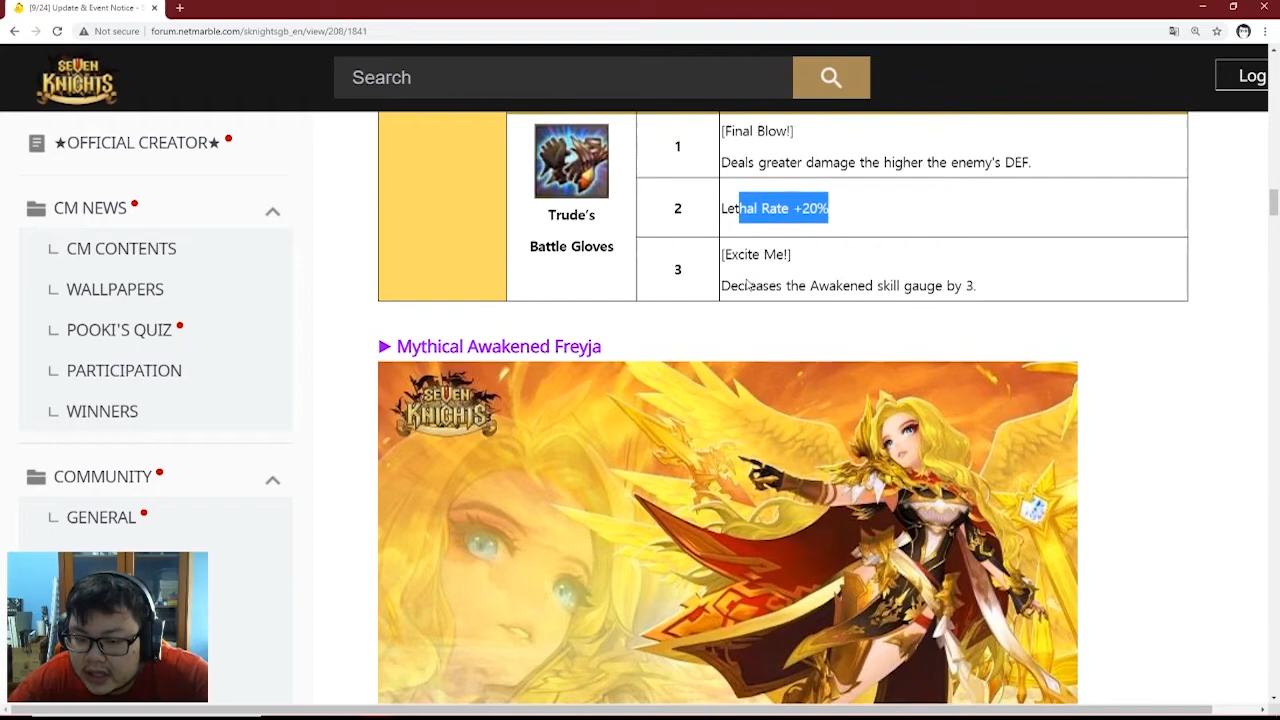 [9/24] Update & Event Notice - S
Not secure
forum.netmarble.com/sknightsgb_en/view/208/1841
SEVEN
KNIGHTS
Search
Log
★OFFICIAL CREATOR★
CM NEWS
CM CONTENTS
WALLPAPERS
POOKI'S QUIZ
PARTICIPATION
WINNERS
COMMUNITY
GENERAL
Trude's
Battle Gloves
1
[Final Blow!]
Deals greater damage the higher the enemy's DEF.
2
Lethal Rate +20%
3
[Excite Me!]
Decreases the Awakened skill gauge by 3.
▶ Mythical Awakened Freyja
SEVEN
KNIGHTS